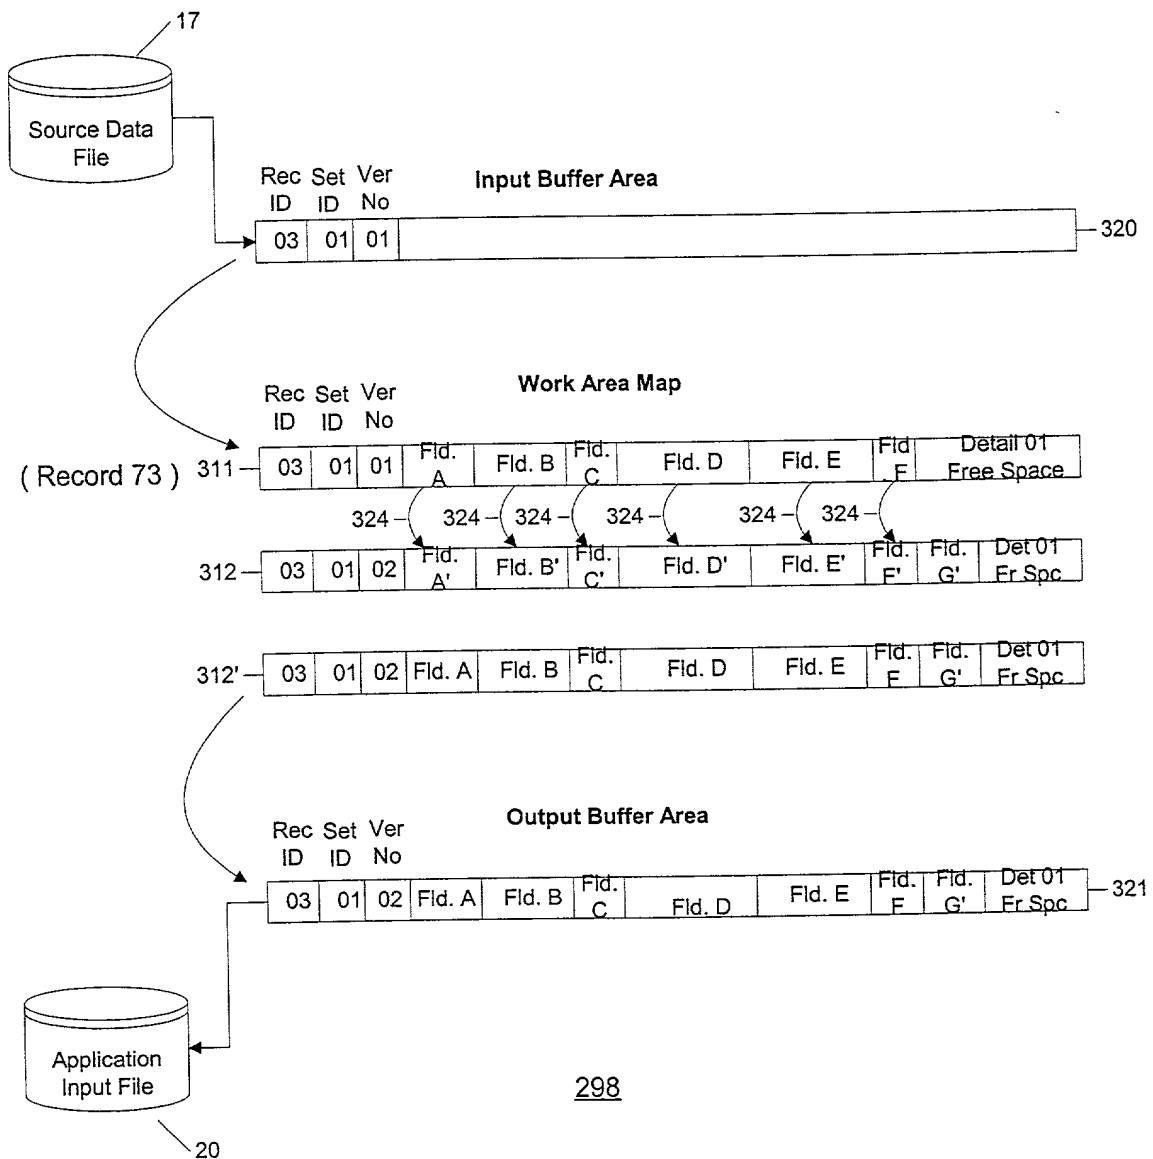 17
Source Data
File
Rec Set Ver
ID ID No
Input Buffer Area
03 01 01
320
Work Area Map
Rec Set Ver
ID ID No
( Record 73 ) 311 03 01 01 Fld. A Fld. B Fld. C Fld. D Fld. E Fld F Detail 01 Free Space
324 324 324 324 324 324
312 03 01 02 Fld. A' Fld. B' Fld. C' Fld. D' Fld. E' Fld. F' Fld. G' Det 01 Fr Spc
312' 03 01 02 Fld. A Fld. B Fld. C Fld. D Fld. E Fld. F Fld. G' Det 01 Fr Spc
Output Buffer Area
Rec Set Ver
ID ID No
03 01 02 Fld. A Fld. B Fld. C Fld. D Fld. E Fld. F Fld. G' Det 01 Fr Spc 321
Application
Input File
298
20